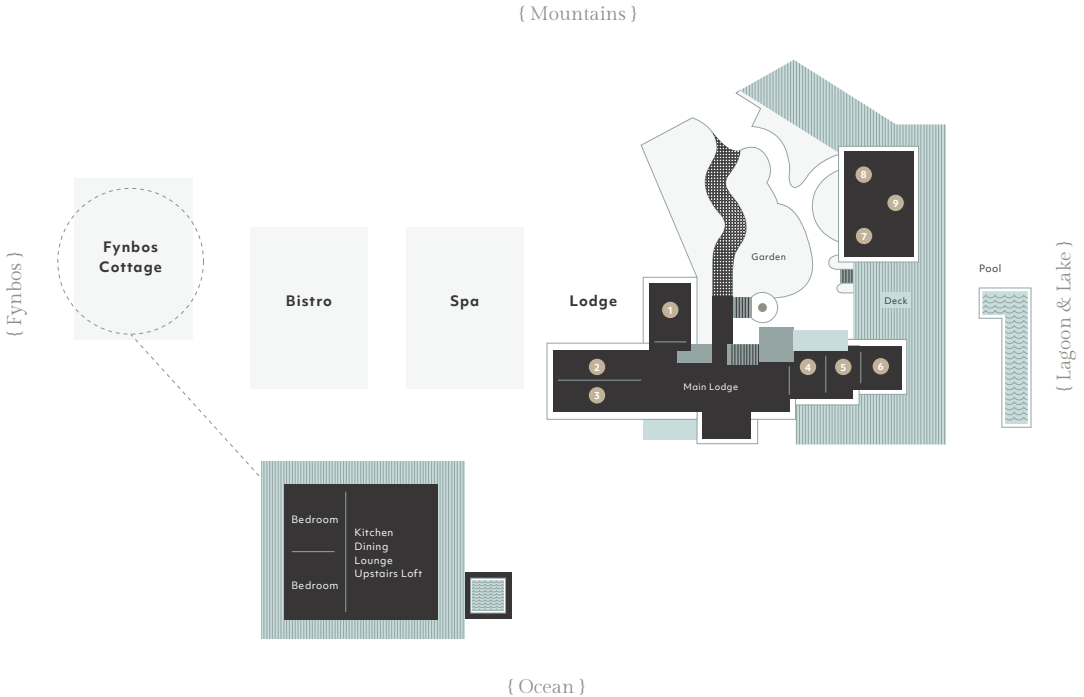 { Mountains }
{ Fynbos }
Fynbos
Cottage
Bistro
Spa
Lodge
Garden
8
9
7
Pool
Deck
{ Lagoon & Lake }
1
2
3
Main Lodge
4
5
6
Bedroom
Bedroom
Kitchen
Dining
Lounge
Upstairs Loft
{ Ocean }